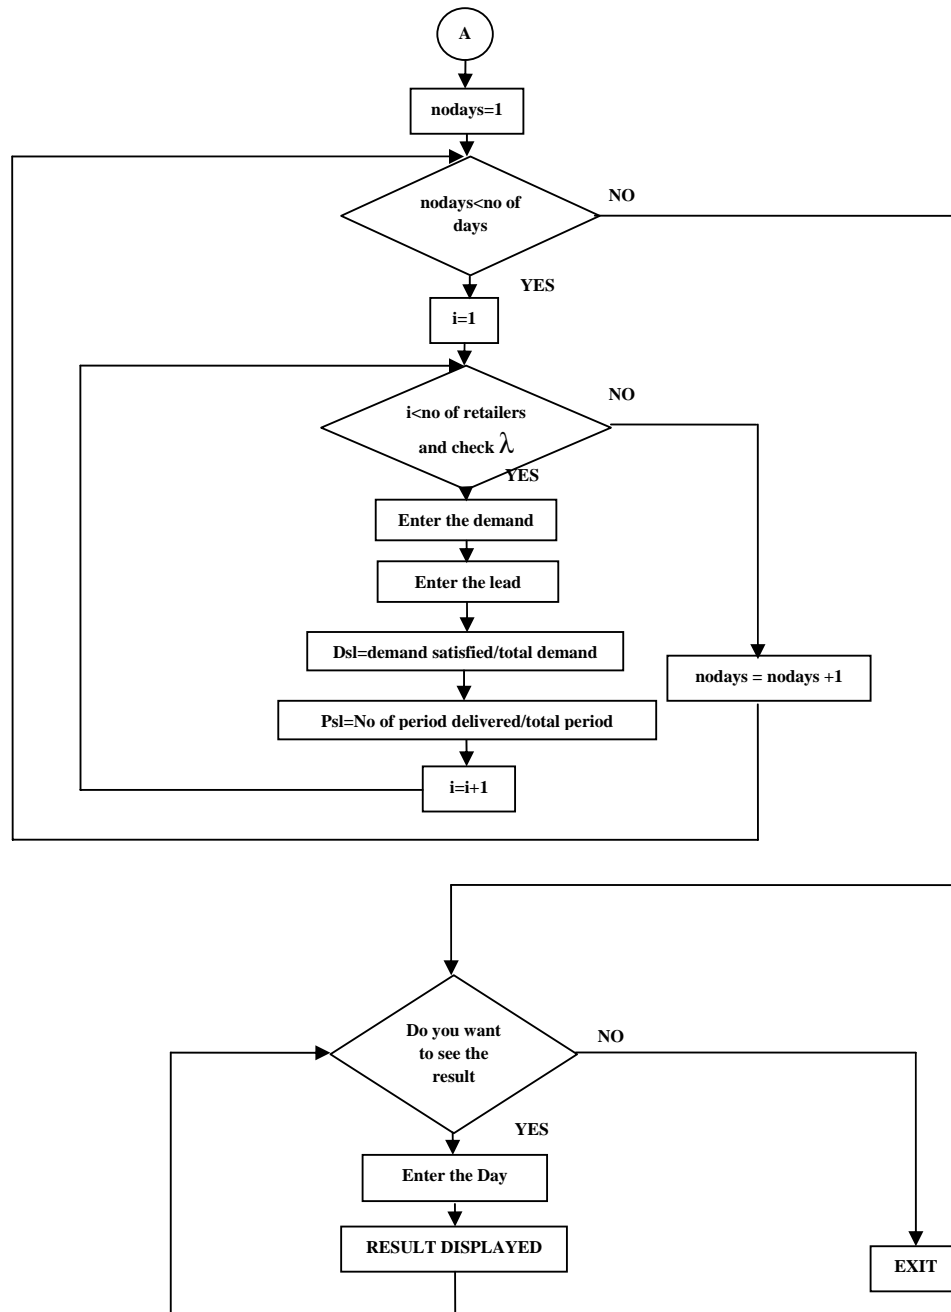 A
nodays=1
nodays<no of
days
NO
YES
i=1
i<no of retailers
and check λ
NO
YES
Enter the demand
Enter the lead
Dsl=demand satisfied/total demand
nodays = nodays +1
Psl=No of period delivered/total period
i=i+1
Do you want
to see the
result
NO
YES
Enter the Day
RESULT DISPLAYED
EXIT